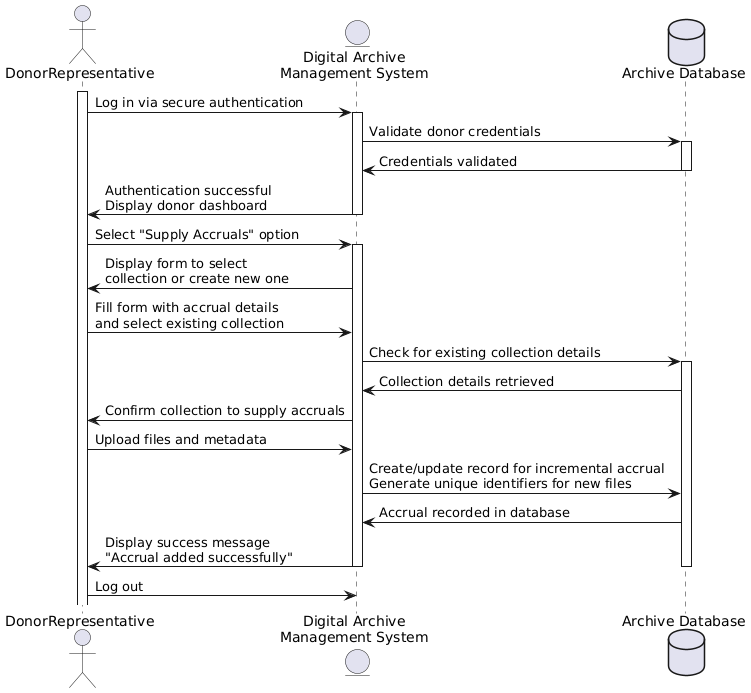 DonorRepresentative
Digital Archive
Management System
Archive Database
Log in via secure authentication
Validate donor credentials
Credentials validated
Authentication successful
Display donor dashboard
Select "Supply Accruals" option
Display form to select
collection or create new one
Fill form with accrual details
and select existing collection
Check for existing collection details
Collection details retrieved
Confirm collection to supply accruals
Upload files and metadata
Create/update record for incremental accrual
Generate unique identifiers for new files
Accrual recorded in database
Display success message
"Accrual added successfully"
Log out
DonorRepresentative
Digital Archive
Management System
Archive Database